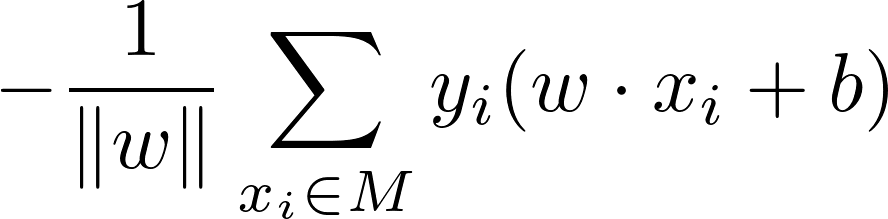 $-\frac{1}{\|w\|} \sum_{x_i \in M} y_i(w \cdot x_i + b)$